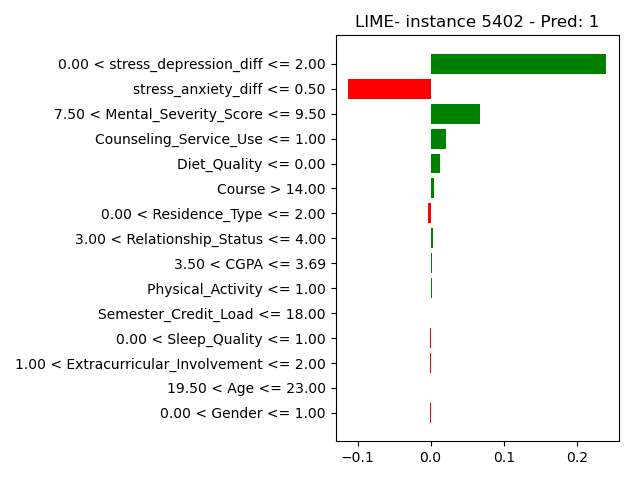 LIME- instance 5402 - Pred: 1
0.00 < stress_depression_diff <= 2.00
stress_anxiety_diff <= 0.50
7.50 < Mental_Severity_Score <= 9.50
Counseling_Service_Use <= 1.00
Diet_Quality <= 0.00
Course > 14.00
0.00 < Residence_Type <= 2.00
3.00 < Relationship_Status <= 4.00
3.50 < CGPA <= 3.69
Physical_Activity <= 1.00
Semester_Credit_Load <= 18.00
0.00 < Sleep_Quality <= 1.00
1.00 < Extracurricular_Involvement <= 2.00
19.50 < Age <= 23.00
0.00 < Gender <= 1.00
−0.1 0.0 0.1 0.2